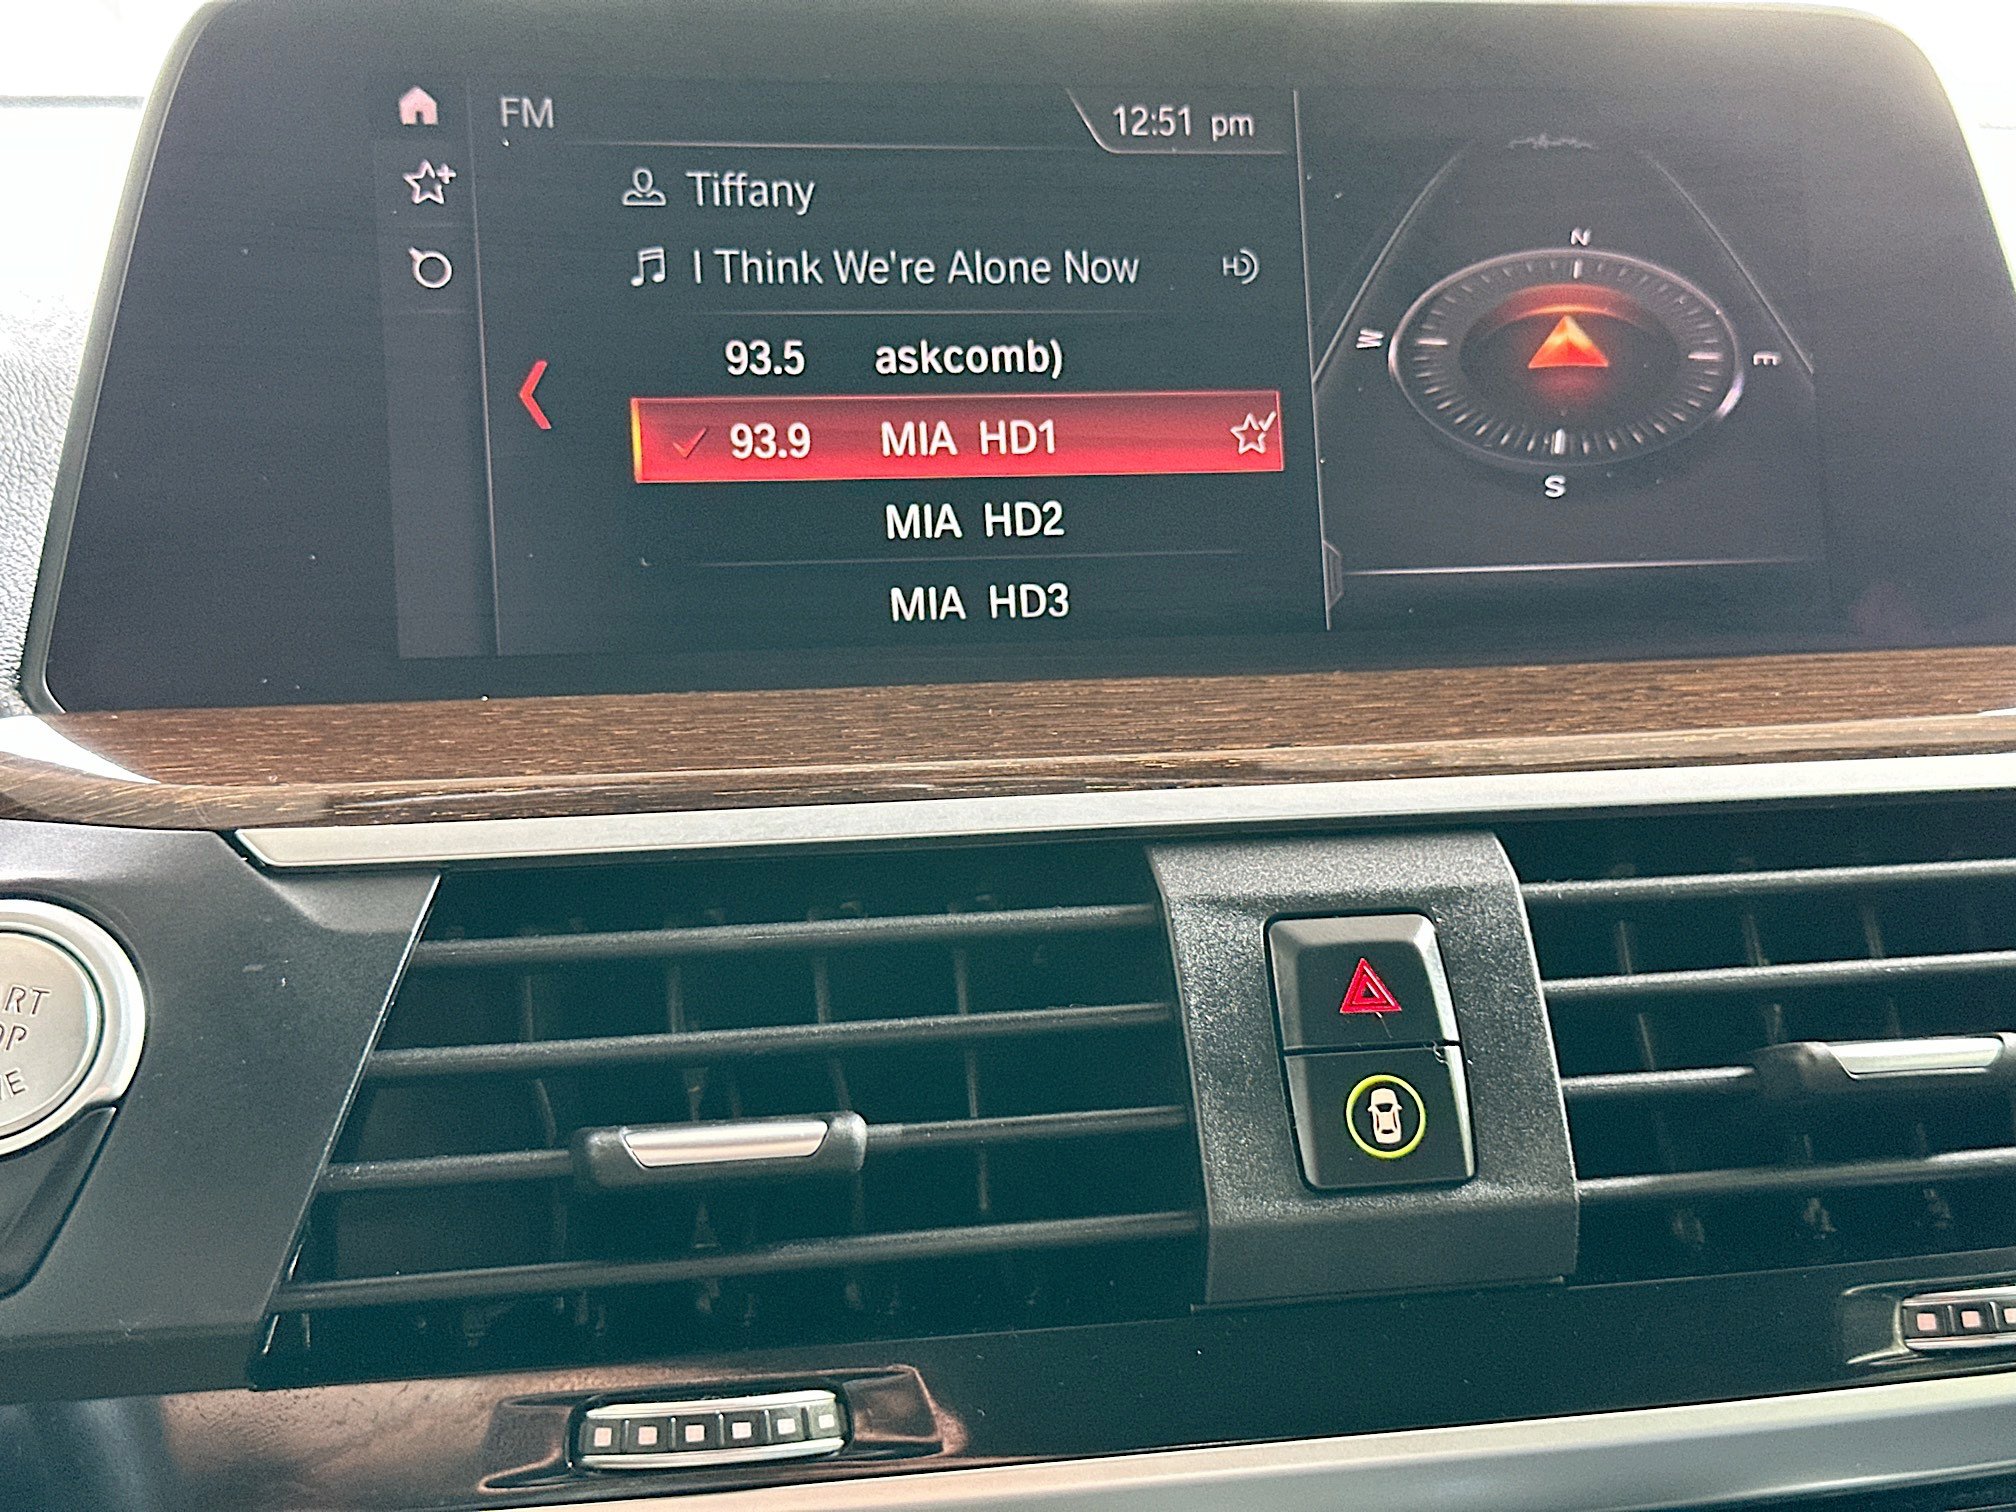 FM
12:51 pm
Tiffany
I Think We're Alone Now
HD
93.5 askcomb)
93.9 MIA HD1
MIA HD2
MIA HD3
N
W
E
S